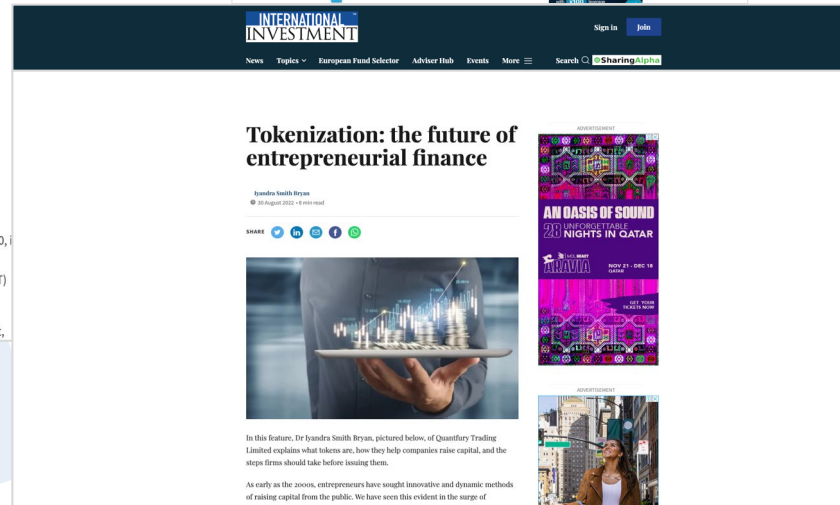 INTERNATIONAL
INVESTMENT
Sign in
Join
News
Topics
European Fund Selector
Adviser Hub
Events
More
Search
SharingAlpha
Tokenization: the future of
entrepreneurial finance
Iyandra Smith Bryan
30 August 2022 • 6 min read
SHARE
In this feature, Dr Iyandra Smith Bryan, pictured below, of Quantfury Trading
Limited explains what tokens are, how they help companies raise capital, and the
steps firms should take before issuing them.
As early as the 2000s, entrepreneurs have sought innovative and dynamic methods
of raising capital from the public. We have seen this evident in the surge of
ADVERTISEMENT
AN OASIS OF SOUND
28 UNFORGETTABLE
NIGHTS IN QATAR
MDLBEAST
ARAVIA
NOV 21 - DEC 18
QATAR
GET YOUR
TICKETS NOW
ADVERTISEMENT